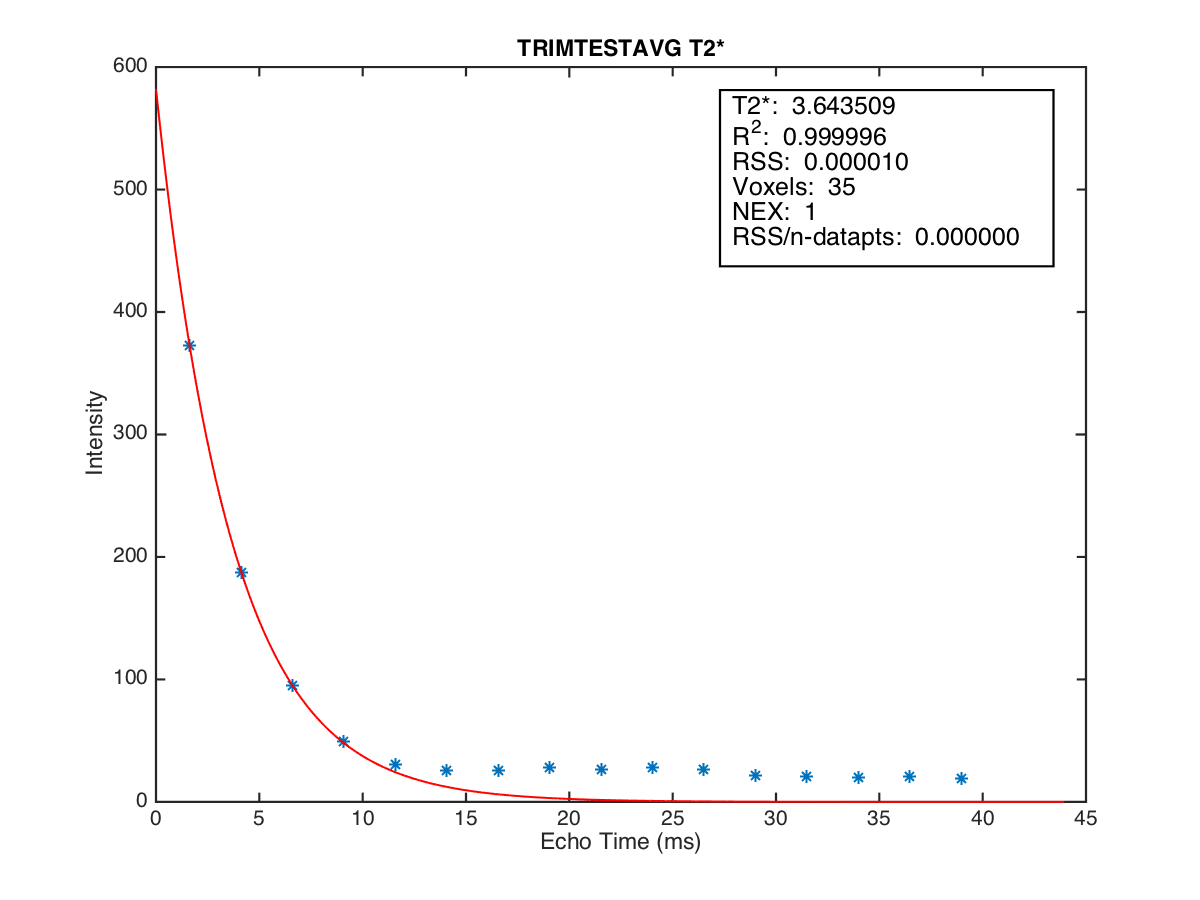 TRIMTESTAVG T2*
T2*: 3.643509
R²: 0.999996
RSS: 0.000010
Voxels: 35
NEX: 1
RSS/n-datapts: 0.000000
600
500
400
300
200
100
0
Intensity
0 5 10 15 20 25 30 35 40 45
Echo Time (ms)